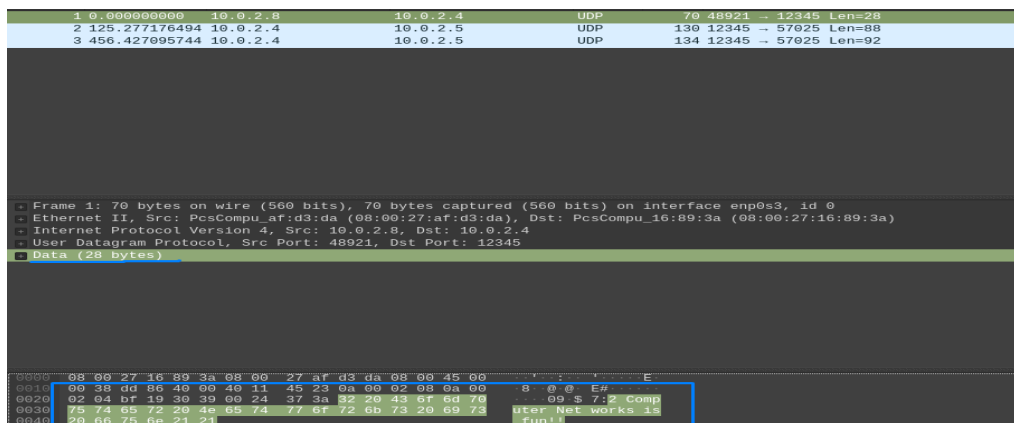 1 0.000000000 10.0.2.8 10.0.2.4 UDP 70 48921 → 12345 Len=28
2 125.277176494 10.0.2.4 10.0.2.5 UDP 130 12345 → 57025 Len=88
3 456.427095744 10.0.2.4 10.0.2.5 UDP 134 12345 → 57025 Len=92
Frame 1: 70 bytes on wire (560 bits), 70 bytes captured (560 bits) on interface enp0s3, id 0
Ethernet II, Src: PcsCompu_af:d3:da (08:00:27:af:d3:da), Dst: PcsCompu_16:89:3a (08:00:27:16:89:3a)
Internet Protocol Version 4, Src: 10.0.2.8, Dst: 10.0.2.4
User Datagram Protocol, Src Port: 48921, Dst Port: 12345
Data (28 bytes)
0000 08 00 27 16 89 3a 08 00 27 af d3 da 08 00 45 00 ··'··:·· '·····E·
0010 00 38 dd 86 40 00 40 11 45 23 0a 00 02 08 0a 00 ·8··@·@· E#······
0020 02 04 bf 19 30 39 00 24 37 3a 32 20 43 6f 6d 70 ····09·$ 7:2 Comp
0030 75 74 65 72 20 4e 65 74 77 6f 72 6b 73 20 69 73 uter Net works is
0040 20 66 75 6e 21 21 fun!!